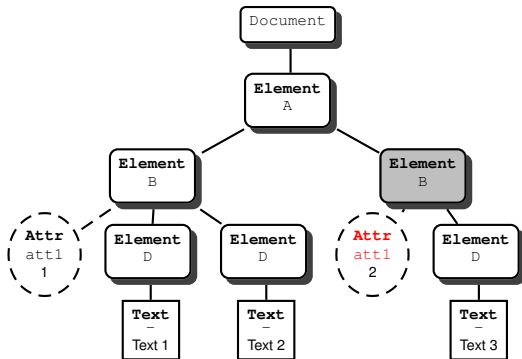 Document
Element
A
Element
B
Element
B
Attr
att1
1
Element
D
Element
D
Attr
att1
2
Element
D
Text
–
Text 1
Text
–
Text 2
Text
–
Text 3